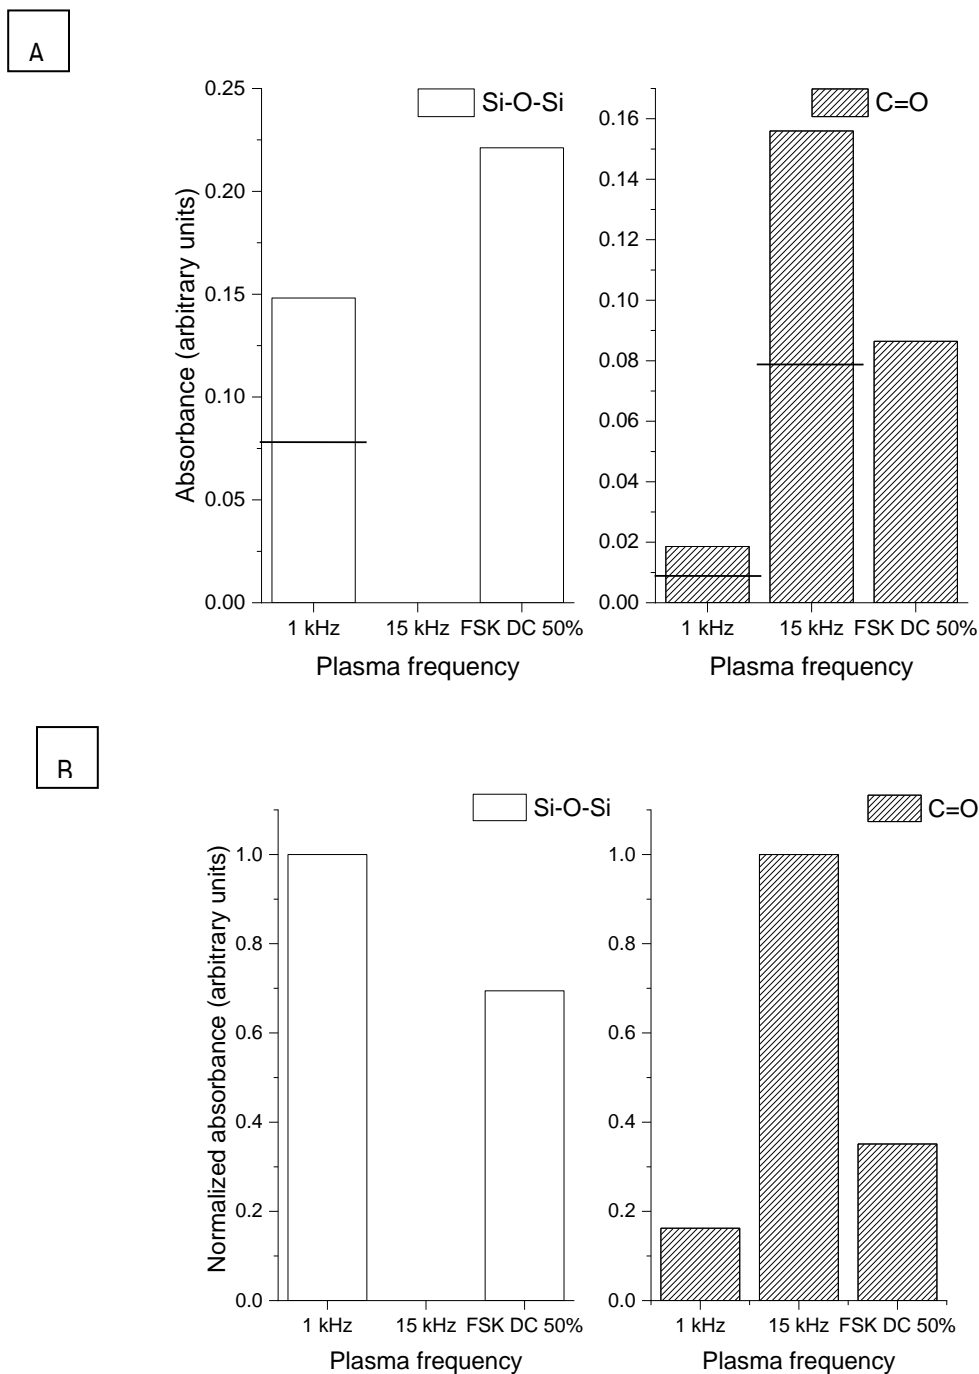 A
Si-O-Si
C=O
Absorbance (arbitrary units)
0.25
0.20
0.15
0.10
0.05
0.00
0.16
0.14
0.12
0.10
0.08
0.06
0.04
0.02
0.00
1 kHz 15 kHz FSK DC 50%
1 kHz 15 kHz FSK DC 50%
Plasma frequency
Plasma frequency
B
Si-O-Si
C=O
Normalized absorbance (arbitrary units)
1.0
0.8
0.6
0.4
0.2
0.0
1.0
0.8
0.6
0.4
0.2
0.0
1 kHz 15 kHz FSK DC 50%
1 kHz 15 kHz FSK DC 50%
Plasma frequency
Plasma frequency